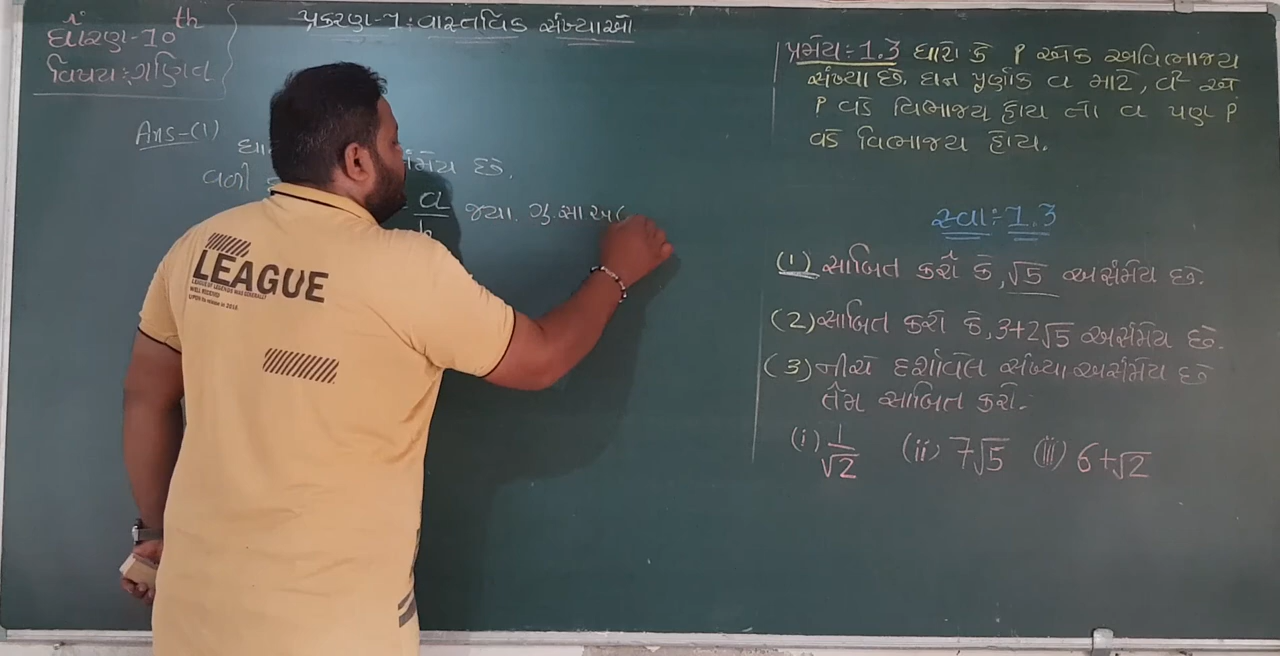 ધોરણ-10th
વિષય:ગણિત
પ્રકરણ-1: વાસ્તવિક સંખ્યાઓ
Ans-(1)
ધા
સંમેય છે.
વળી
a/b જ્યા. ગુ.સા.અ(
LEAGUE
પ્રમેય:-1.3 ધારો કે P એક અવિભાજ્ય
સંખ્યા છે. ધન પૂર્ણાંક a માટે, a² એ
P વડે વિભાજ્ય હોય તો a પણ P
વડે વિભાજ્ય હોય.
સ્વા:-1.3
(1) સાબિત કરો કે, √5 અસંમેય છે.
(2) સાબિત કરો કે, 3+2√5 અસંમેય છે.
(3) નીચે દર્શાવેલ સંખ્યા અસંમેય છે
તેમ સાબિત કરો.
(i) 1/√2 (ii) 7√5 (iii) 6+√2